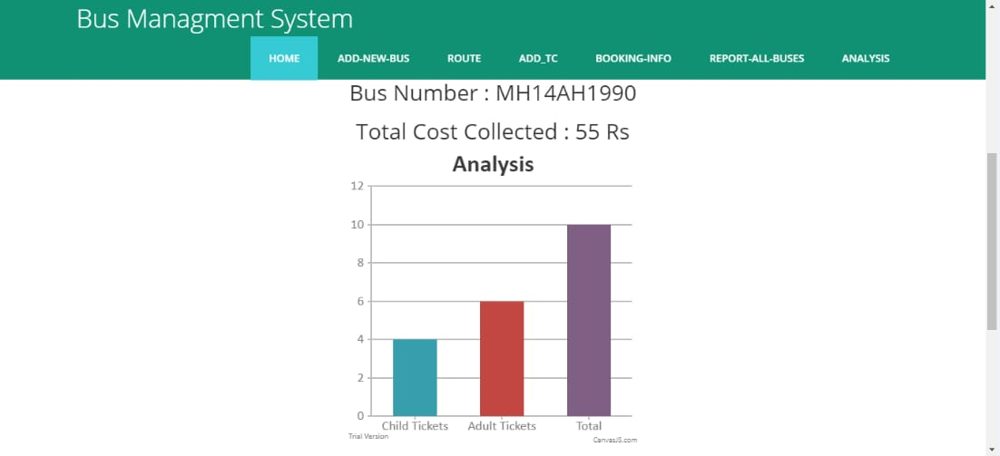 Bus Managment System
HOME ADD-NEW-BUS ROUTE ADD_TC BOOKING-INFO REPORT-ALL-BUSES ANALYSIS
Bus Number : MH14AH1990
Total Cost Collected : 55 Rs
Analysis
12
10
8
6
4
2
0
Child Tickets Adult Tickets Total
Trial Version CanvasJS.com